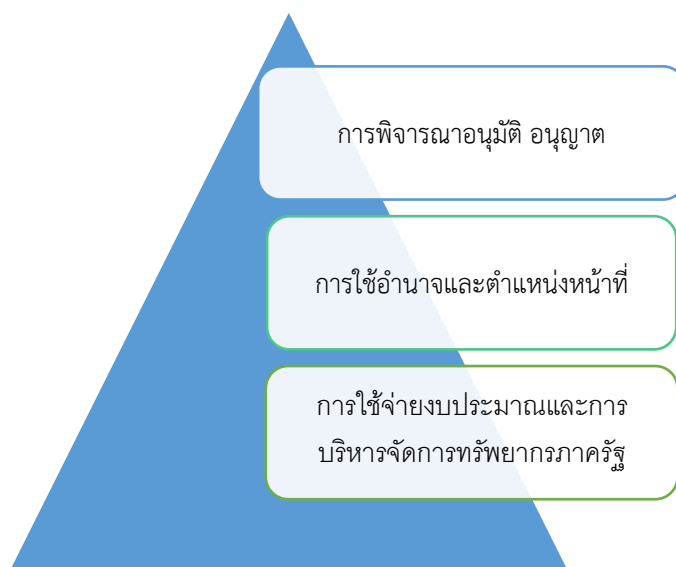 การพิจารณาอนุมัติ อนุญาต
การใช้อำนาจและตำแหน่งหน้าที่
การใช้จ่ายงบประมาณและการ
บริหารจัดการทรัพยากรภาครัฐ